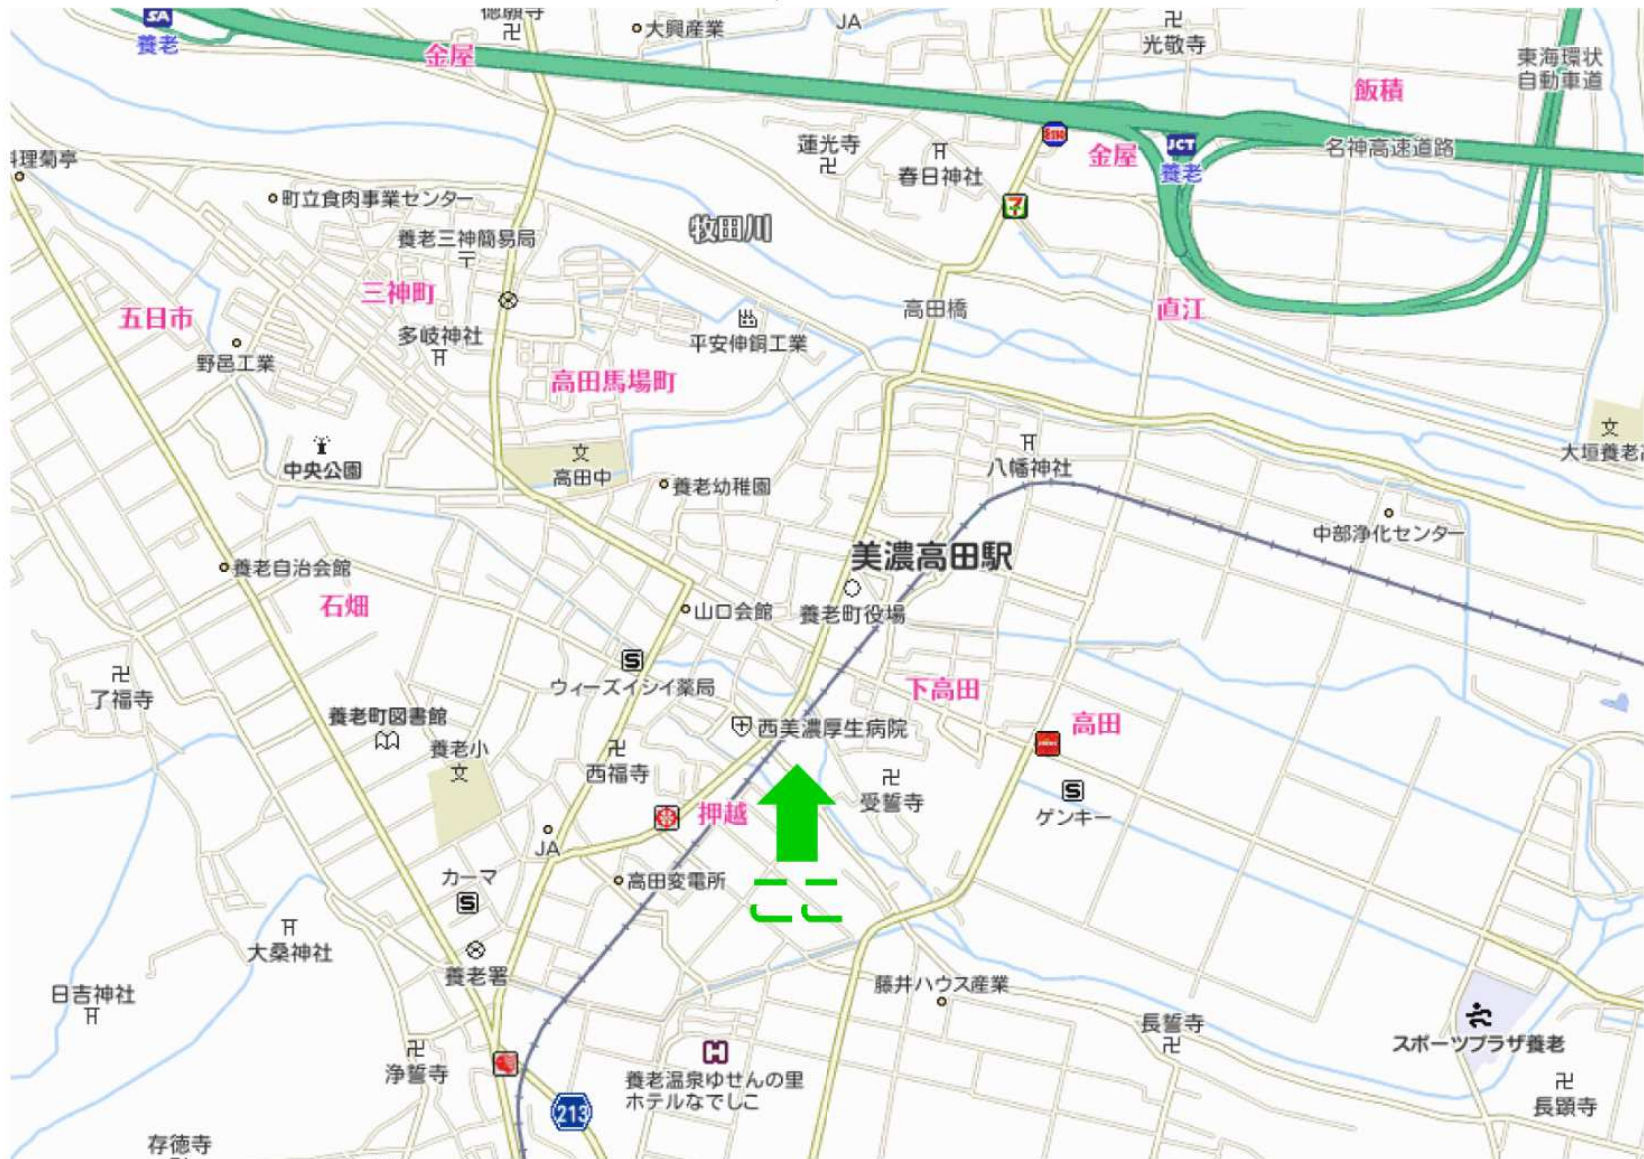 徳願寺
大興産業
JA
光敬寺
SA
養老
金屋
東海環状
自動車道
飯積
蓮光寺
春日神社
金屋
JCT
養老
名神高速道路
料理菊亭
町立食肉事業センター
7
牧田川
養老三神簡易局
三神町
五日市
高田橋
直江
多岐神社
平安伸銅工業
野邑工業
高田馬場町
文
大垣養老高
中央公園
文
高田中
養老幼稚園
八幡神社
中部浄化センター
美濃高田駅
養老自治会館
石畑
山口会館
養老町役場
S
ウィーズイシイ薬局
下高田
了福寺
養老町図書館
養老小
文
西美濃厚生病院
高田
西福寺
受誓寺
S
ゲンキー
押越
JA
ココ
カーマ
S
高田変電所
大桑神社
養老署
藤井ハウス産業
日吉神社
長誓寺
スポーツプラザ養老
浄誓寺
H
養老温泉ゆせんの里
ホテルなでしこ
長顕寺
213
存徳寺